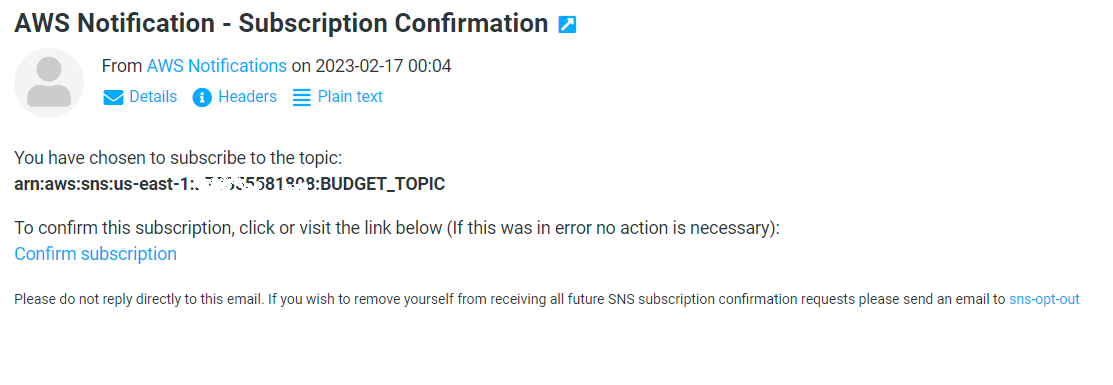 AWS Notification - Subscription Confirmation
From AWS Notifications on 2023-02-17 00:04
Details Headers Plain text
You have chosen to subscribe to the topic:
arn:aws:sns:us-east-1: :BUDGET_TOPIC
To confirm this subscription, click or visit the link below (If this was in error no action is necessary):
Confirm subscription
Please do not reply directly to this email. If you wish to remove yourself from receiving all future SNS subscription confirmation requests please send an email to sns-opt-out